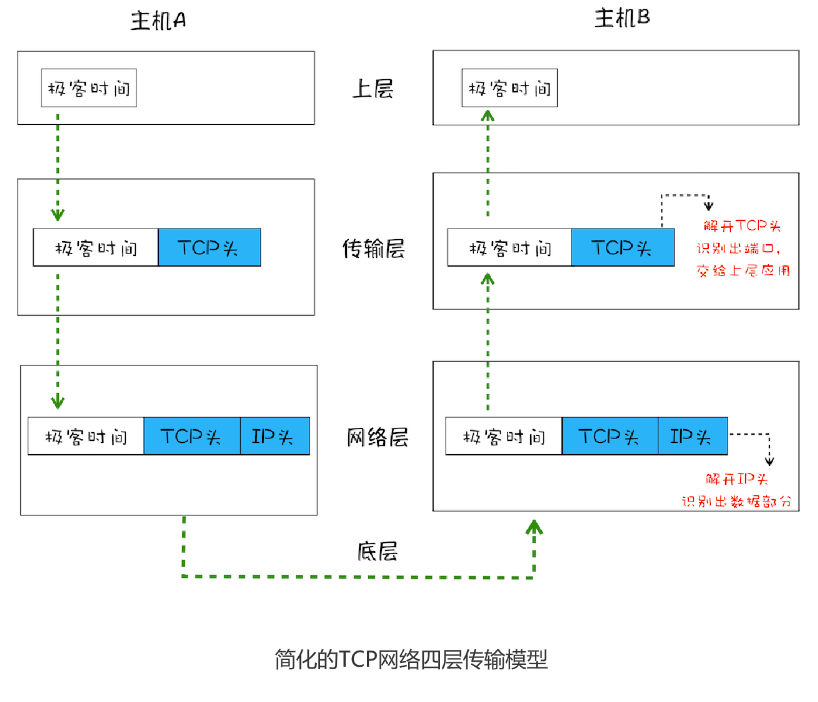 主机A
主机B
极客时间
上层
极客时间
极客时间
TCP头
传输层
极客时间
TCP头
解开TCP头
识别出端口,
交给上层应用
极客时间
TCP头
IP头
网络层
极客时间
TCP头
IP头
解开IP头
识别出数据部分
底层
简化的TCP网络四层传输模型